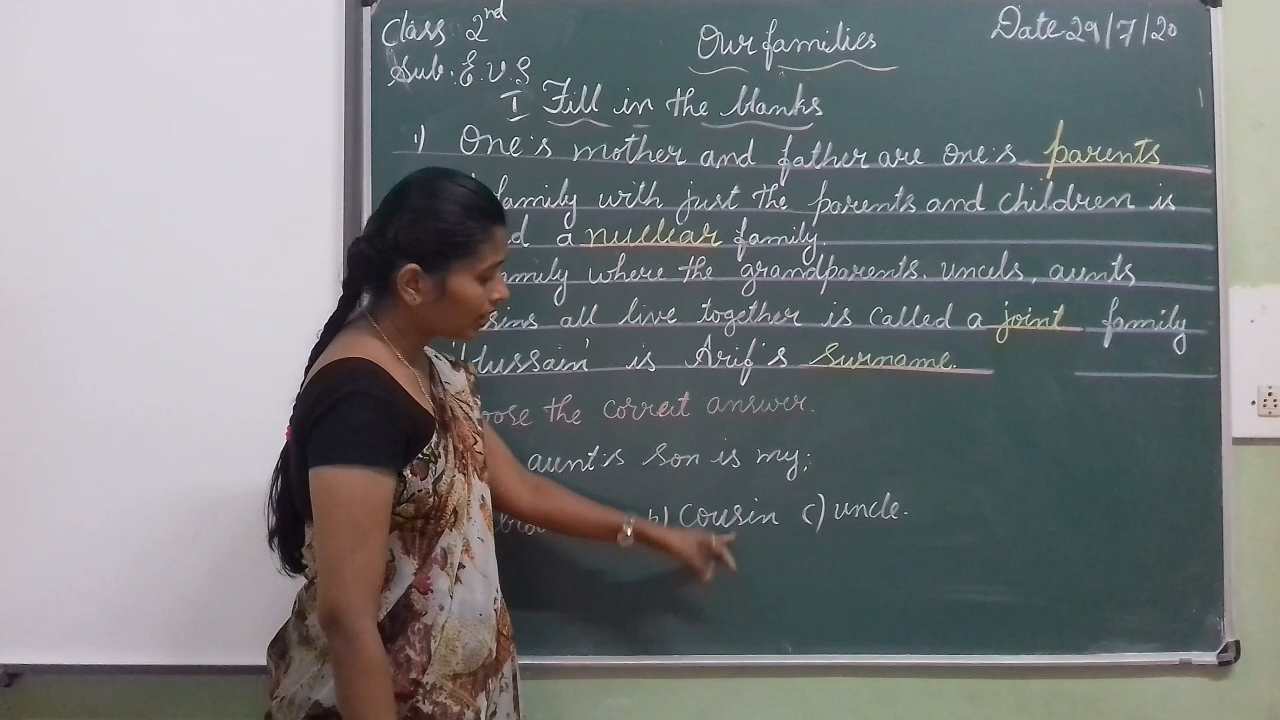 Class 2nd
Our families
Date 29/7/20
Sub. E.V.S
I Fill in the blanks
1) One's mother and father are one's parents
family with just the parents and children is
a nuclear family.
where the grandparents. uncels, aunts
all live together is called a joint family
'Hussain' is Arif's Surname.
the correct answer.
aunt's son is my;
b) Cousin c) uncle.